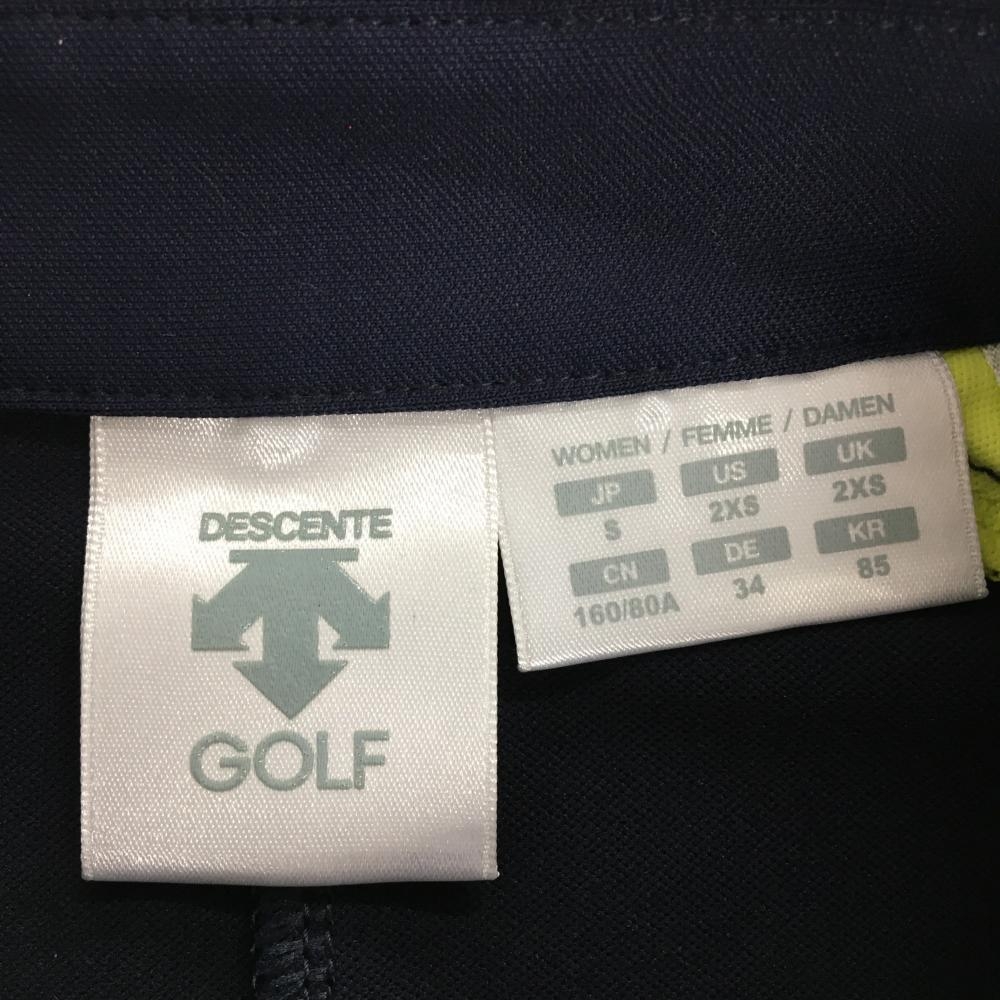 DESCENTE
GOLF
WOMEN / FEMME / DAMEN
JP US UK
S 2XS 2XS
CN DE KR
160/80A 34 85